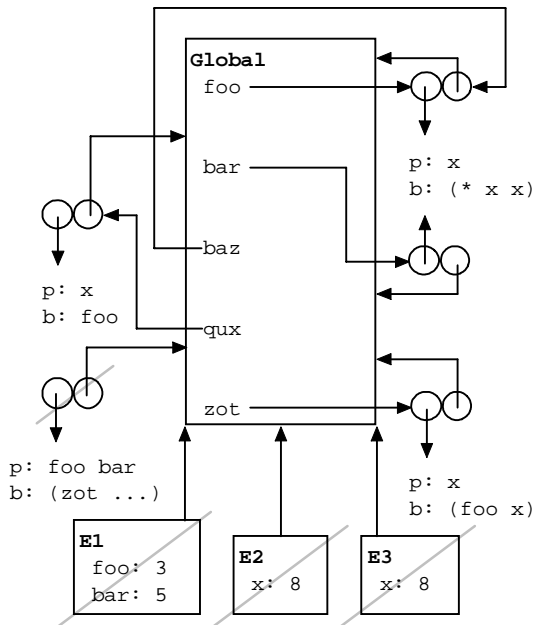 Global
foo
p: x
b: (* x x)
bar
baz
p: x
b: foo
qux
zot
p: foo bar
b: (zot ...)
p: x
b: (foo x)
E1
foo: 3
bar: 5
E2
x: 8
E3
x: 8